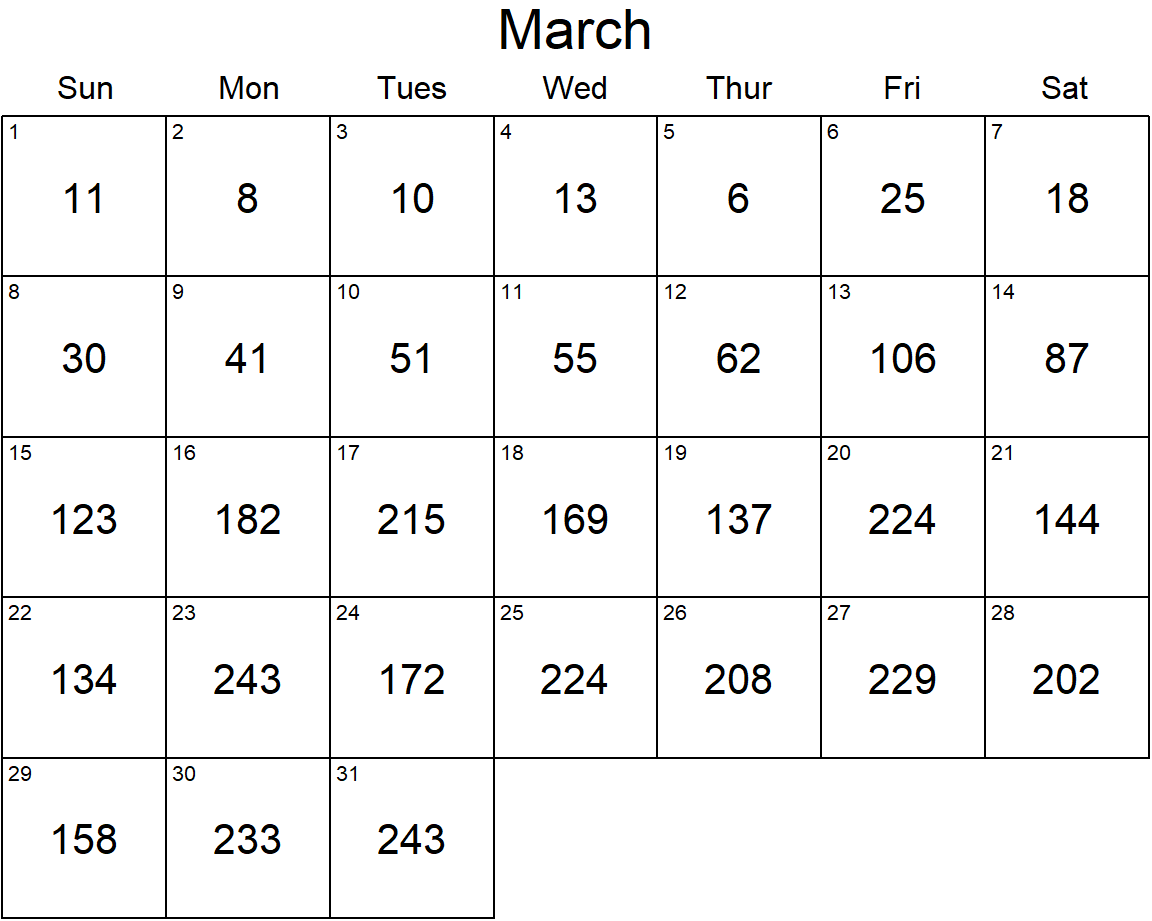 March
Sun Mon Tues Wed Thur Fri Sat
1 2 3 4 5 6 7
11 8 10 13 6 25 18
8 9 10 11 12 13 14
30 41 51 55 62 106 87
15 16 17 18 19 20 21
123 182 215 169 137 224 144
22 23 24 25 26 27 28
134 243 172 224 208 229 202
29 30 31
158 233 243